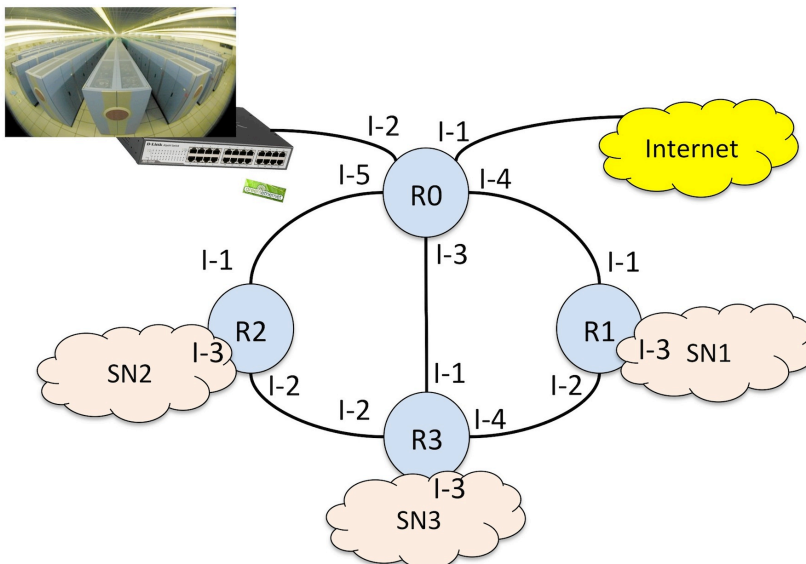 I-2
I-1
Internet
D-Link
I-5
R0
I-4
I-3
I-1
I-1
R2
R1
I-3
SN2
I-3
SN1
I-2
I-1
I-2
I-2
R3
I-4
I-3
SN3